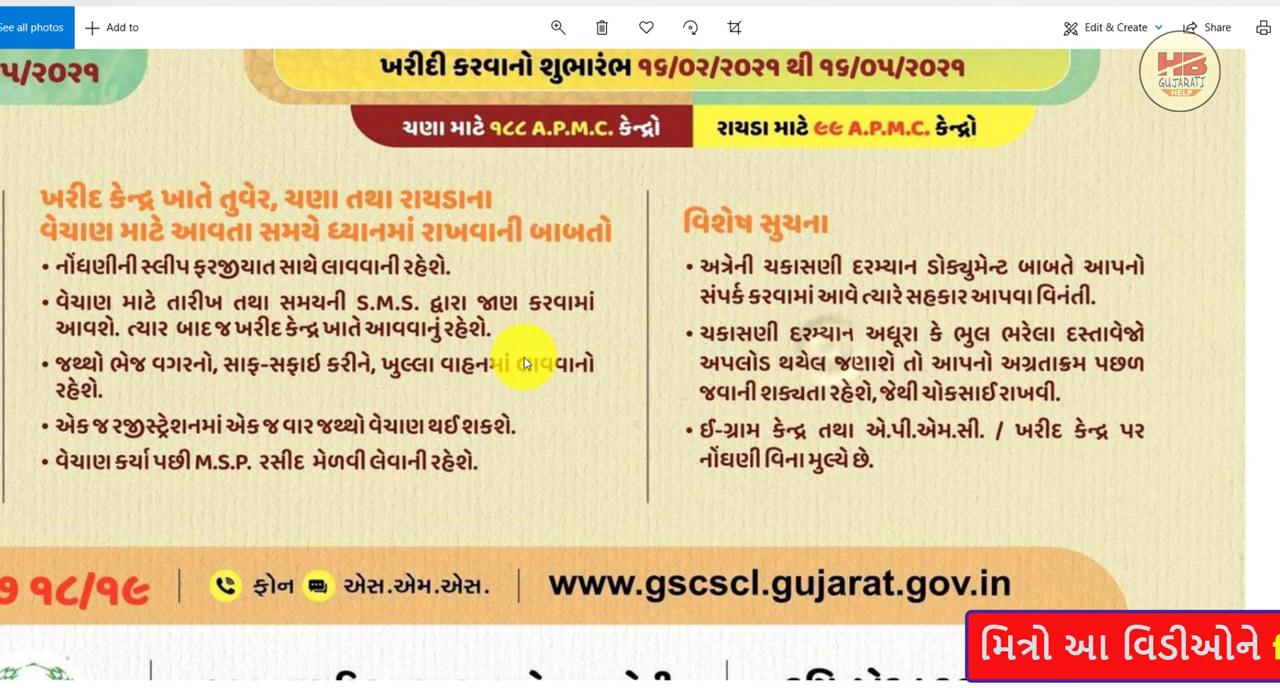 See all photos
Add to
Edit & Create
Share
૫/૨૦૨૧
ખરીદી કરવાનો શુભારંભ ૧૬/૦૨/૨૦૨૧ થી ૧૬/૦૫/૨૦૨૧
HB
GUJARATI
HELP
ચણા માટે ૧૮૮ A.P.M.C. કેન્દ્રો
રાયડા માટે ૯૯ A.P.M.C. કેન્દ્રો
ખરીદ કેન્દ્ર ખાતે તુવેર, ચણા તથા રાયડાના
વેચાણ માટે આવતા સમયે ધ્યાનમાં રાખવાની બાબતો
• નોંધણીની સ્લીપ ફરજીયાત સાથે લાવવાની રહેશે.
• વેચાણ માટે તારીખ તથા સમયની S.M.S. દ્વારા જાણ કરવામાં
આવશે. ત્યાર બાદ જ ખરીદ કેન્દ્ર ખાતે આવવાનું રહેશે.
• જથ્થો ભેજ વગરનો, સાફ-સફાઇ કરીને, ખુલ્લા વાહનમાં લાવવાનો
રહેશે.
• એક જ રજીસ્ટ્રેશનમાં એક જ વાર જથ્થો વેચાણ થઈ શકશે.
• વેચાણ કર્યા પછી M.S.P. રસીદ મેળવી લેવાની રહેશે.
વિશેષ સુચના
• અત્રેની ચકાસણી દરમ્યાન ડોક્યુમેન્ટ બાબતે આપનો
સંપર્ક કરવામાં આવે ત્યારે સહકાર આપવા વિનંતી.
• ચકાસણી દરમ્યાન અધૂરા કે ભુલ ભરેલા દસ્તાવેજો
અપલોડ થયેલ જણાશે તો આપનો અગ્રતાક્રમ પછળ
જવાની શક્યતા રહેશે, જેથી ચોકસાઈ રાખવી.
• ઈ-ગ્રામ કેન્દ્ર તથા એ.પી.એમ.સી. / ખરીદ કેન્દ્ર પર
નોંઘણી વિના મુલ્યે છે.
૭ ૧૮/૧૯
ફોન
એસ.એમ.એસ.
www.gscscl.gujarat.gov.in
મિત્રો આ વિડીઓને